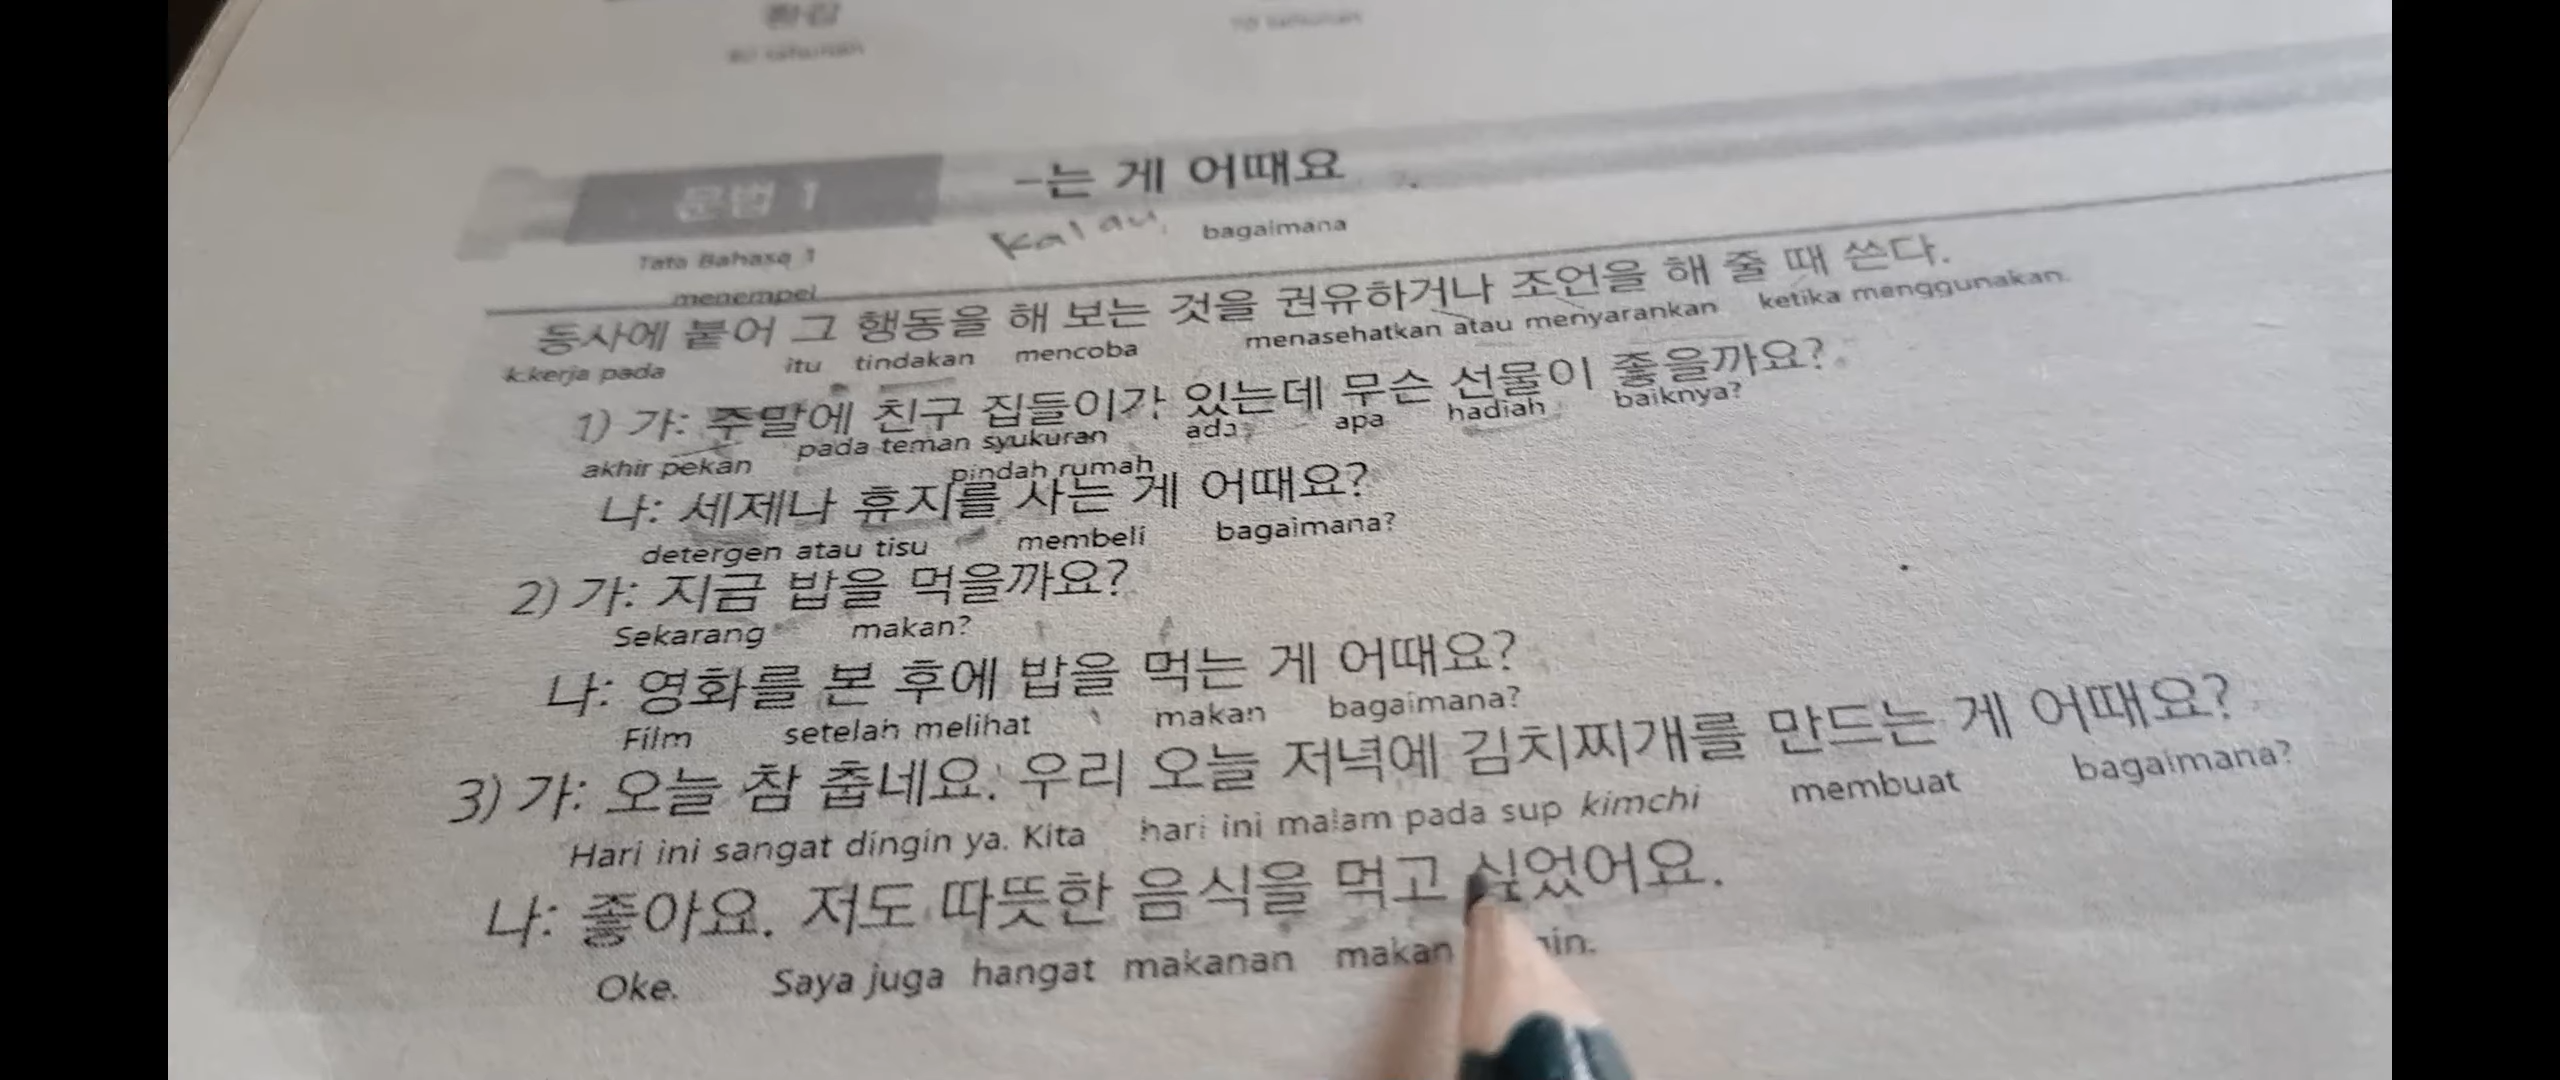 환갑
60 tahunan
70 tahunan
문법 1
-는 게 어때요
Kalau
bagaimana
Tata Bahasa 1
menempel
동사에 붙어 그 행동을 해 보는 것을 권유하거나 조언을 해 줄 때 쓴다.
k.kerja pada itu tindakan mencoba menasehatkan atau menyarankan ketika menggunakan.
1) 가: 주말에 친구 집들이가 있는데 무슨 선물이 좋을까요?
akhir pekan pada teman syukuran ada apa hadiah baiknya?
pindah rumah
나: 세제나 휴지를 사는 게 어때요?
detergen atau tisu membeli bagaimana?
2) 가: 지금 밥을 먹을까요?
Sekarang makan?
나: 영화를 본 후에 밥을 먹는 게 어때요?
Film setelah melihat makan bagaimana?
3) 가: 오늘 참 춥네요. 우리 오늘 저녁에 김치찌개를 만드는 게 어때요?
Hari ini sangat dingin ya. Kita hari ini malam pada sup kimchi membuat bagaimana?
나: 좋아요. 저도 따뜻한 음식을 먹고 싶었어요.
Oke. Saya juga hangat makanan makan